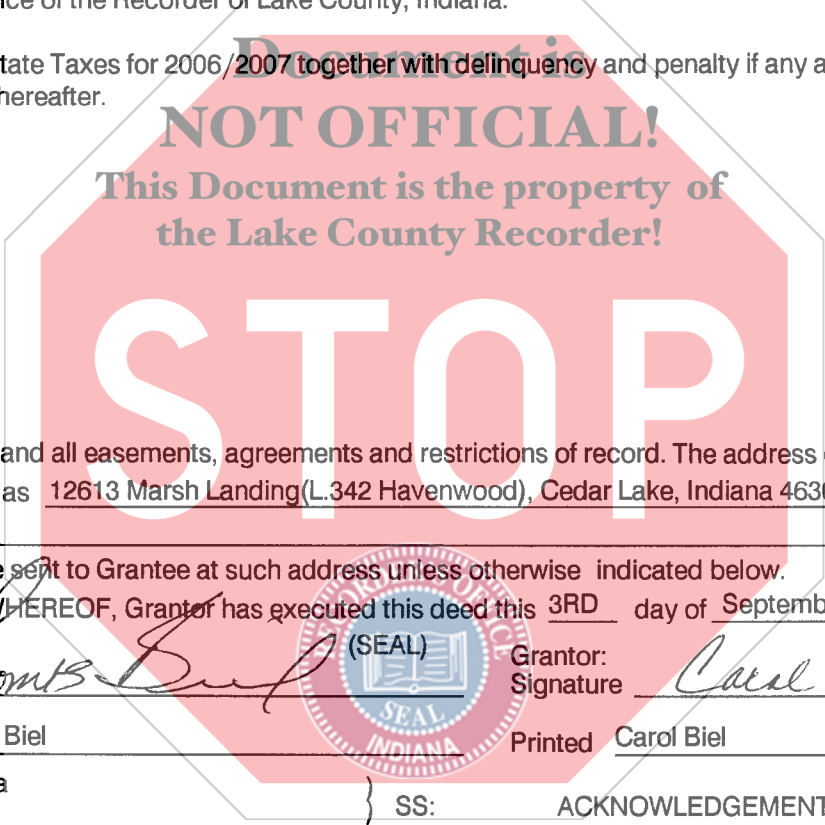 ce of the Recorder of Lake County, Indiana.
Document is
tate Taxes for 2006/2007 together with delinquency and penalty if any a
hereafter.
NOT OFFICIAL!
This Document is the property of
the Lake County Recorder!
STOP
and all easements, agreements and restrictions of record. The address
as 12613 Marsh Landing(L.342 Havenwood), Cedar Lake, Indiana 4630
e sent to Grantee at such address unless otherwise indicated below.
HEREOF, Grantor has executed this deed this 3RD day of Septemb
(SEAL)
Grantor:
Signature Carol
Biel
Printed Carol Biel
SEAL
INDIANA
a
SS: ACKNOWLEDGEMENT